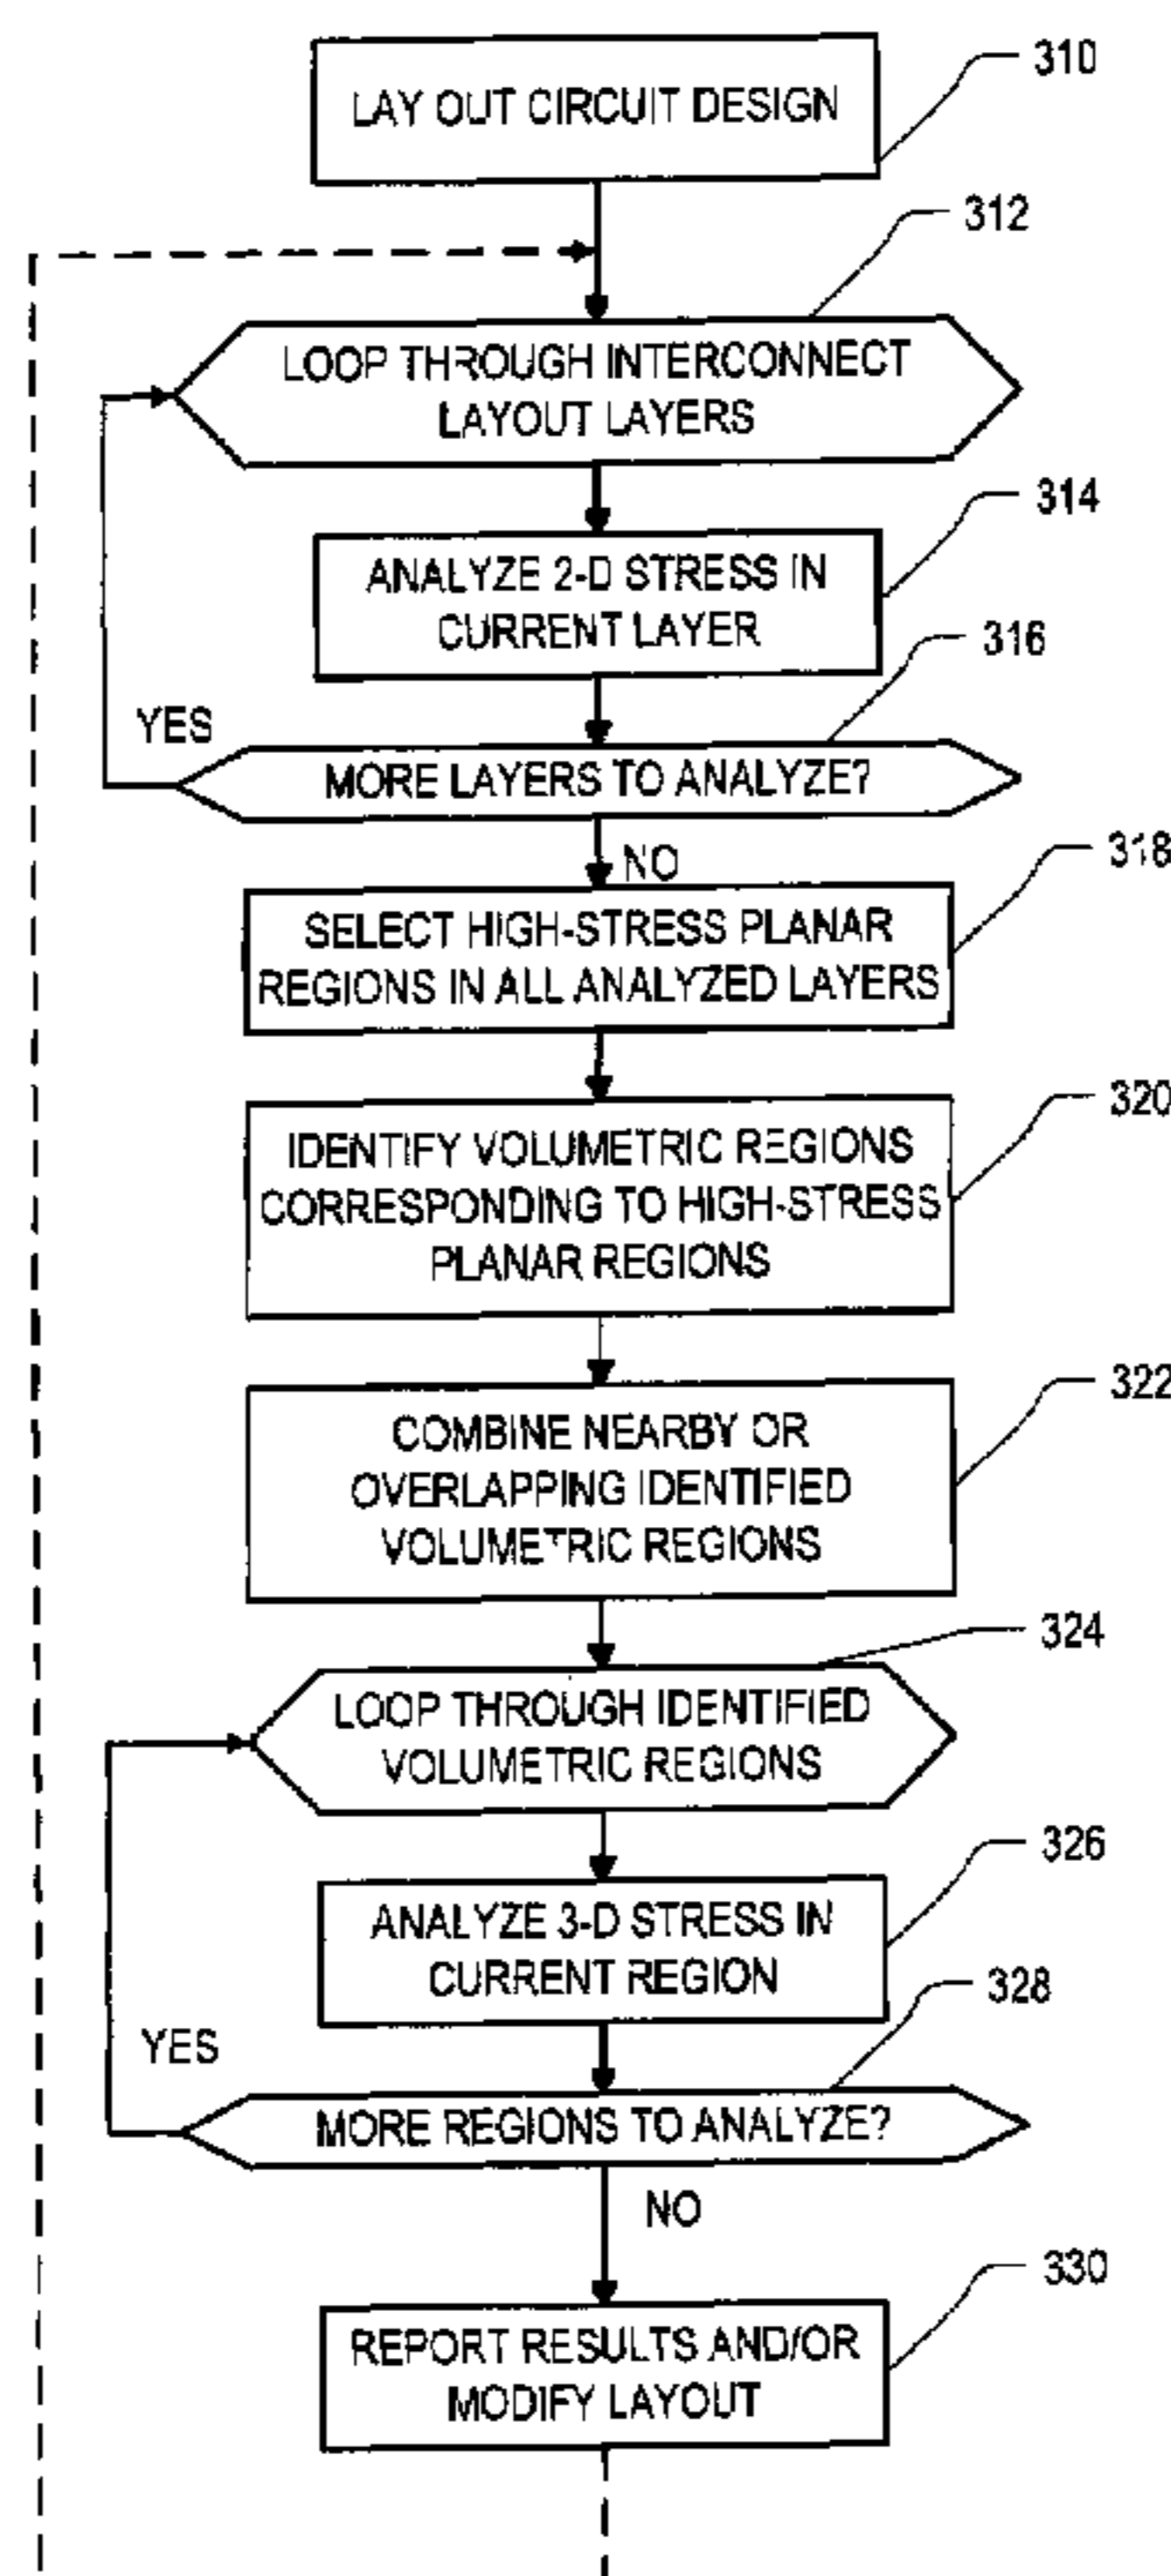 310
LAY OUT CIRCUIT DESIGN
312
LOOP THROUGH INTERCONNECT
LAYOUT LAYERS
314
ANALYZE 2-D STRESS IN
CURRENT LAYER
316
YES
MORE LAYERS TO ANALYZE?
NO
318
SELECT HIGH-STRESS PLANAR
REGIONS IN ALL ANALYZED LAYERS
320
IDENTIFY VOLUMETRIC REGIONS
CORRESPONDING TO HIGH-STRESS
PLANAR REGIONS
322
COMBINE NEARBY OR
OVERLAPPING IDENTIFIED
VOLUMETRIC REGIONS
324
LOOP THROUGH IDENTIFIED
VOLUMETRIC REGIONS
326
ANALYZE 3-D STRESS IN
CURRENT REGION
328
YES
MORE REGIONS TO ANALYZE?
NO
330
REPORT RESULTS AND/OR
MODIFY LAYOUT